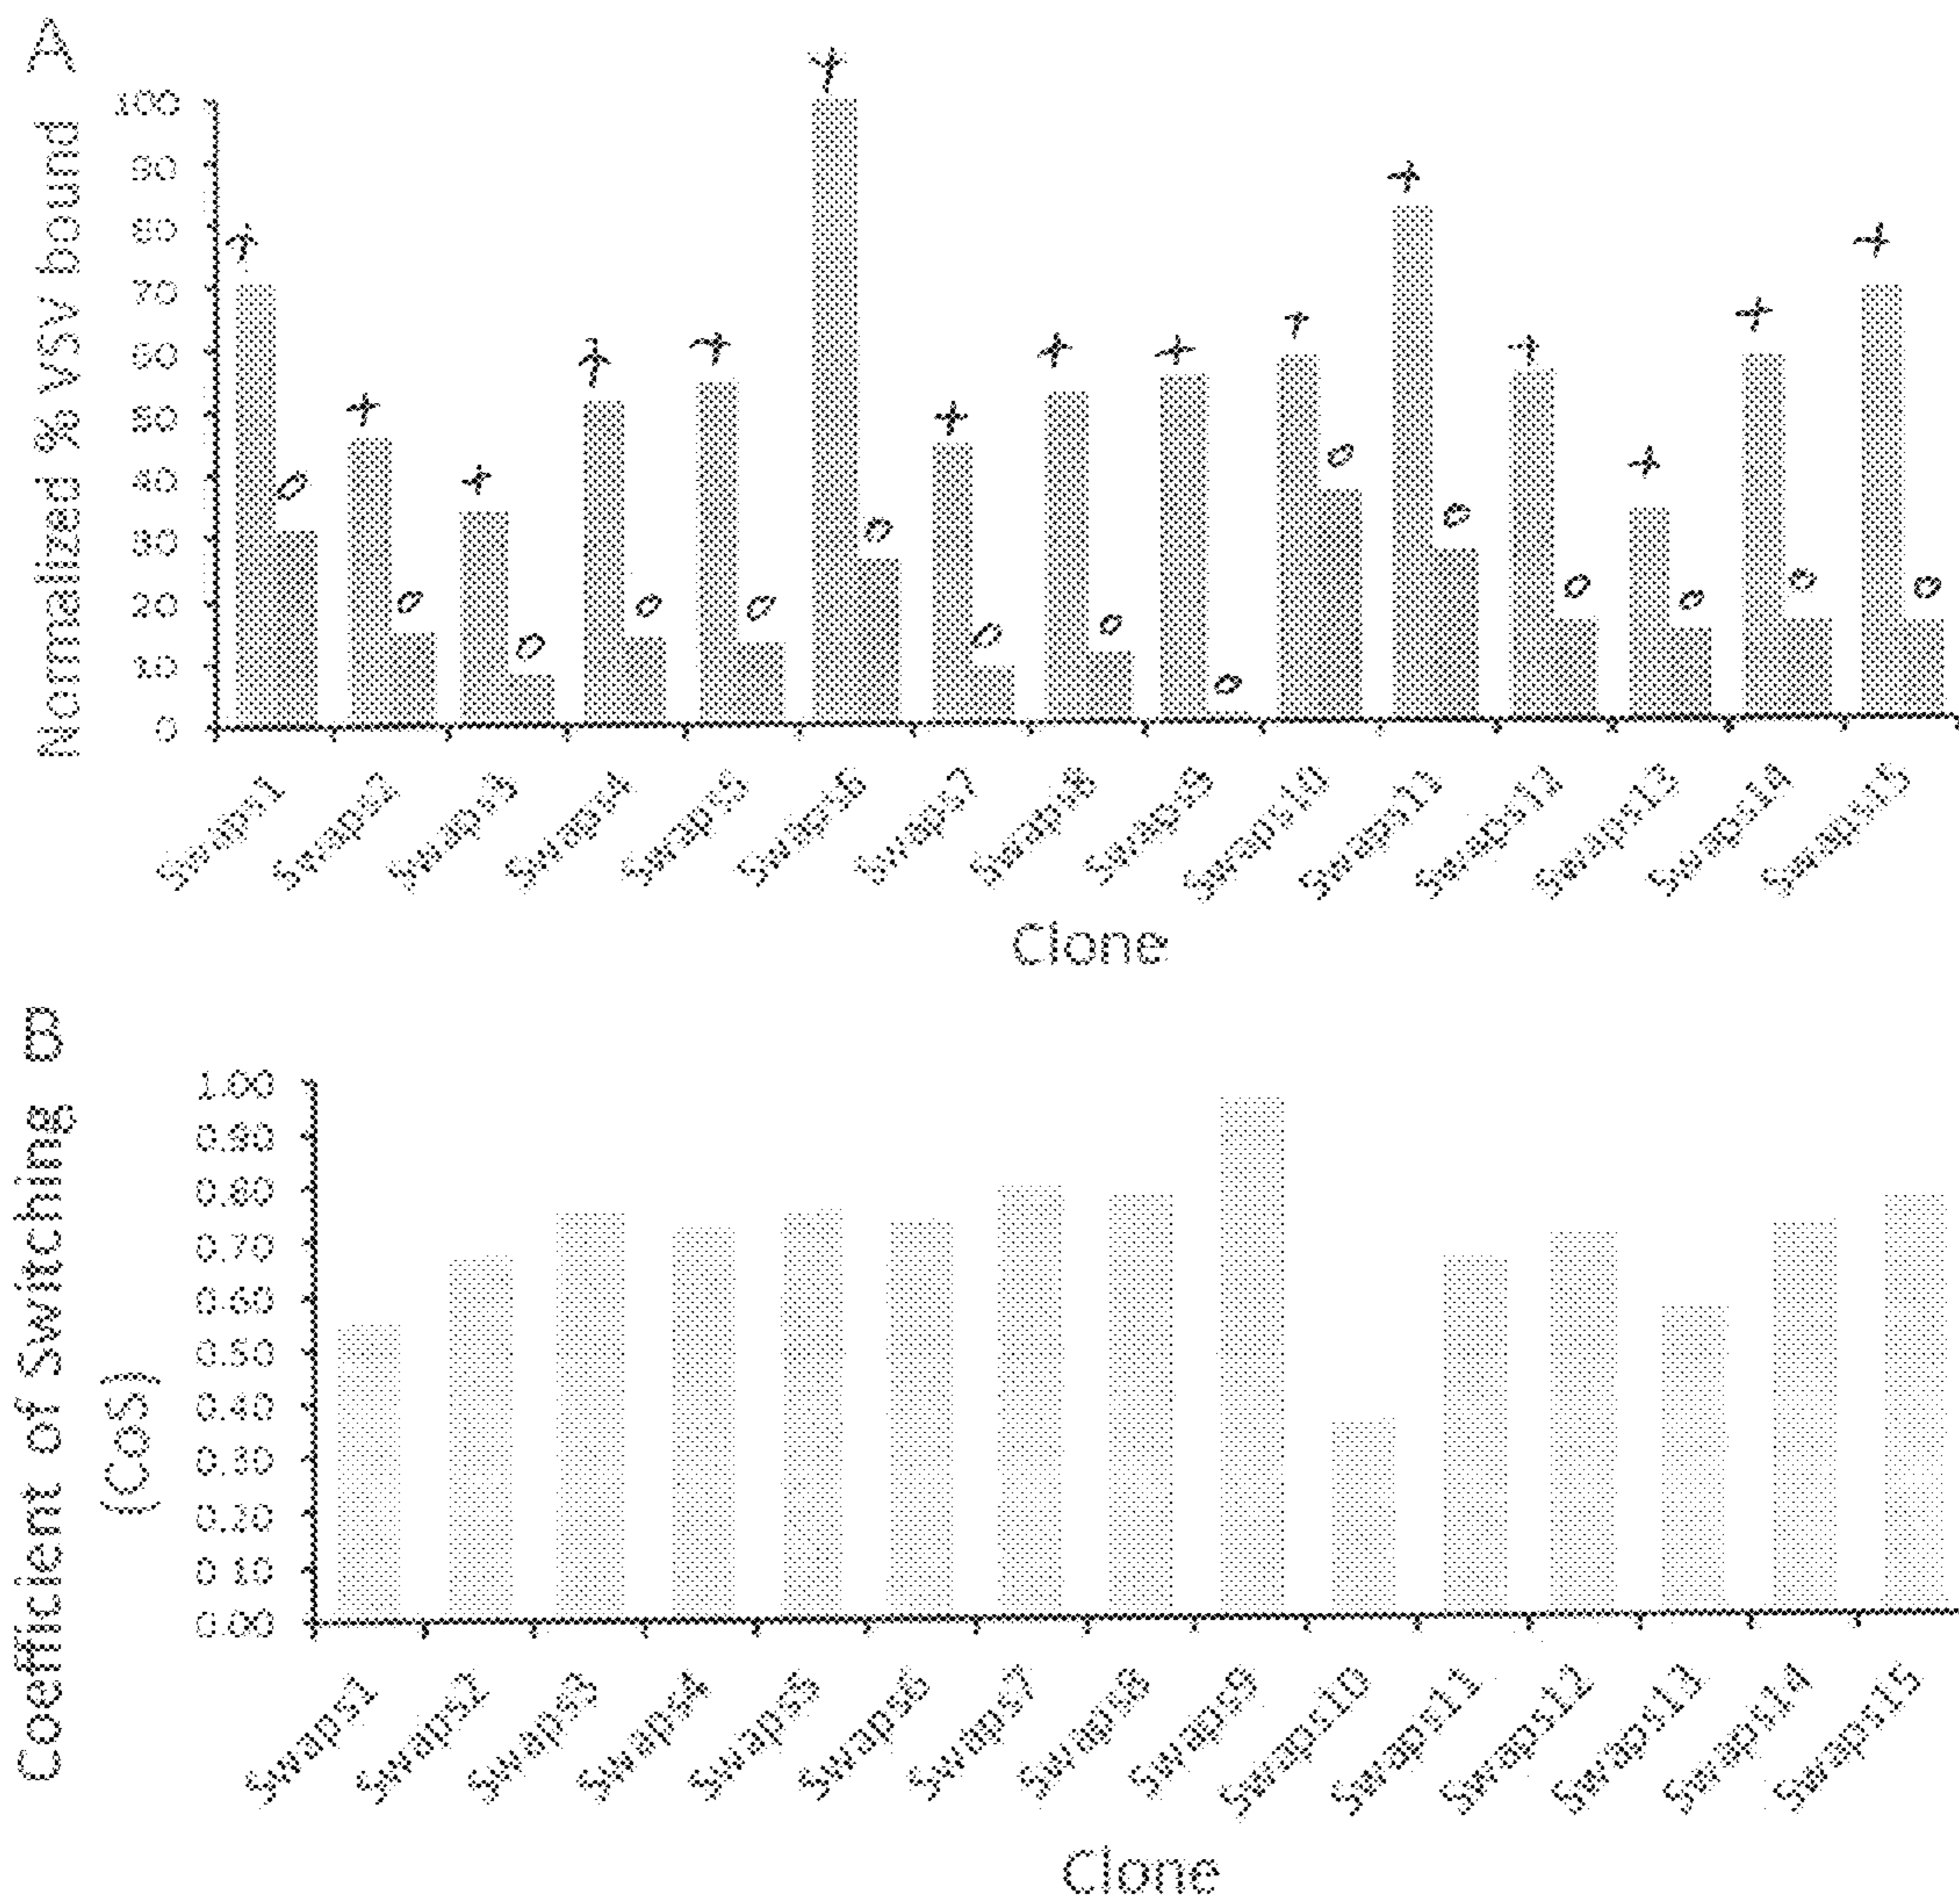 A
Normalized % VSV bound
100
90
80
70
60
50
40
30
20
10
0
+ + + + + + + + + + + + + + +
o o o o o o o o o o o o o o o
Swaps1 Swaps2 Swaps3 Swaps4 Swaps5 Swaps6 Swaps7 Swaps8 Swaps9 Swaps10 Swaps11 Swaps12 Swaps13 Swaps14 Swaps15
Clone
B
Coefficient of Switching
(CoS)
1.00
0.90
0.80
0.70
0.60
0.50
0.40
0.30
0.20
0.10
0.00
Swaps1 Swaps2 Swaps3 Swaps4 Swaps5 Swaps6 Swaps7 Swaps8 Swaps9 Swaps10 Swaps11 Swaps12 Swaps13 Swaps14 Swaps15
Clone